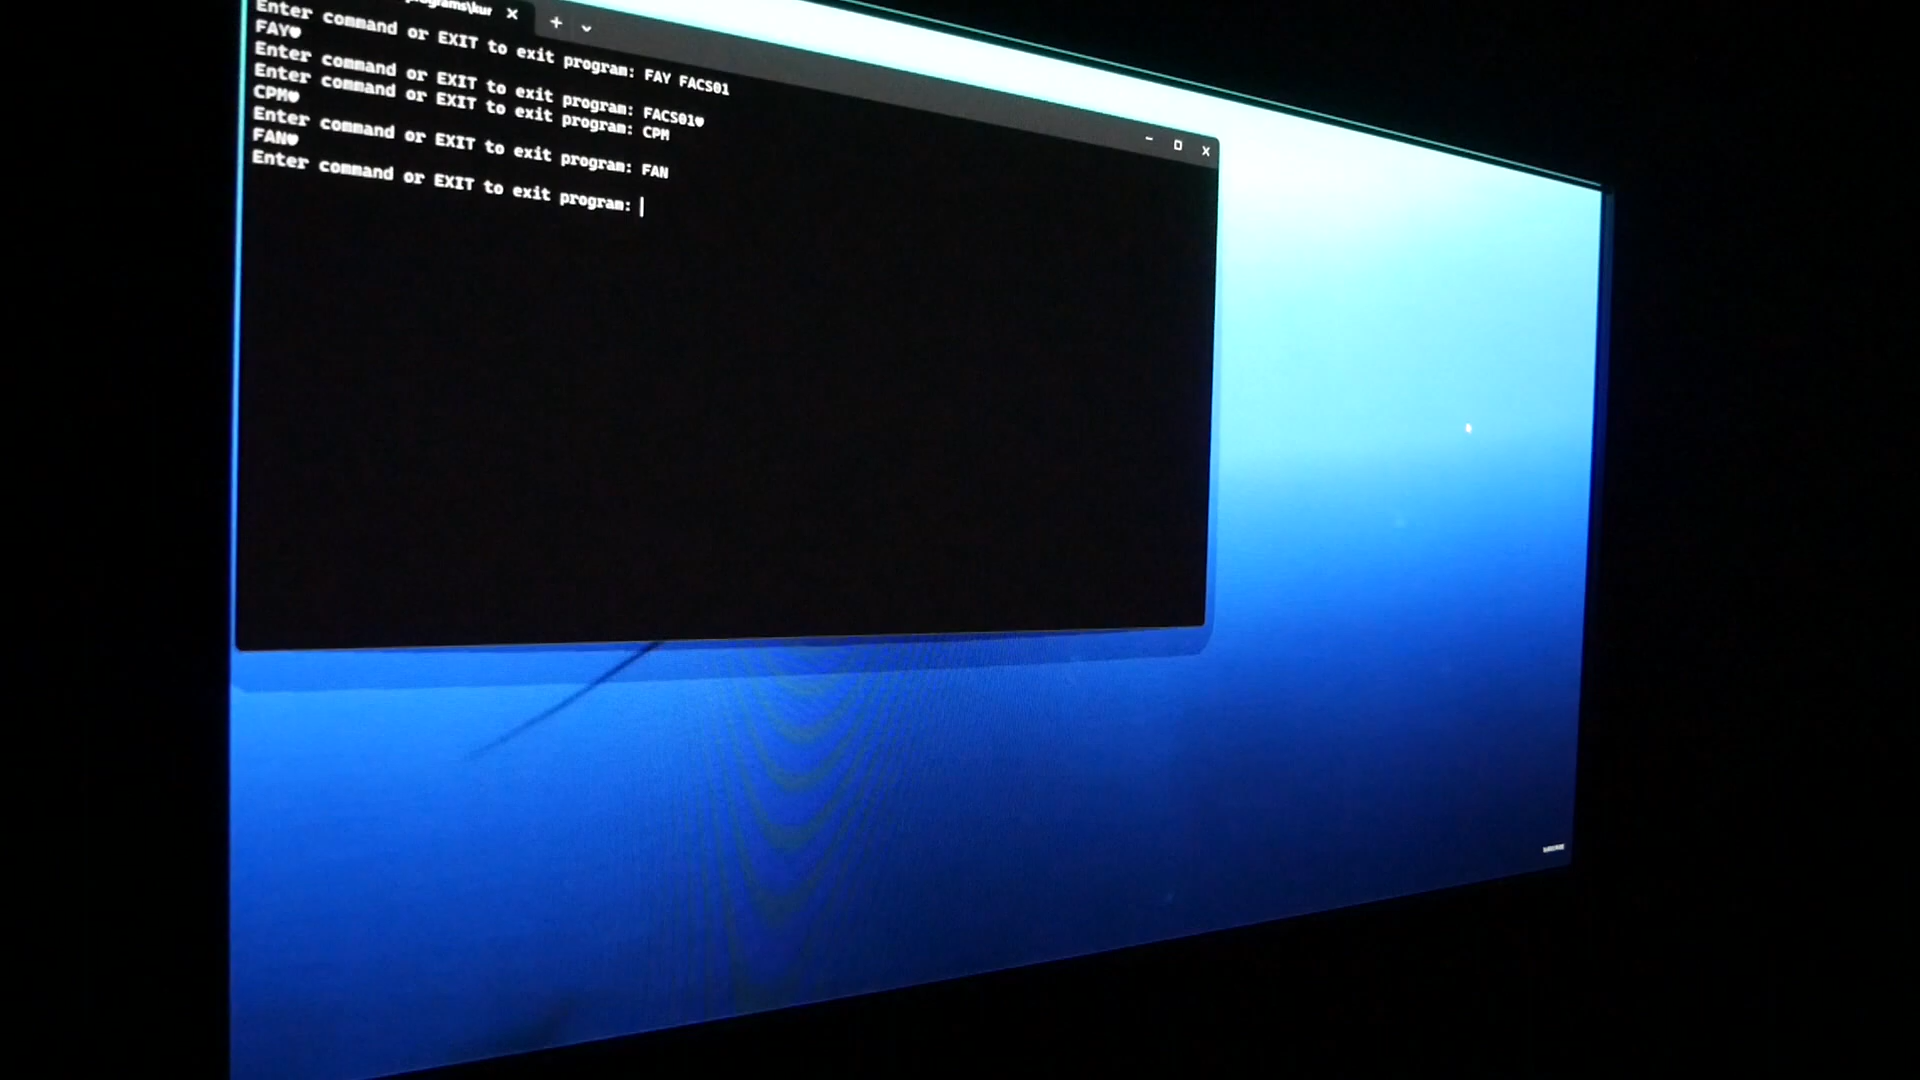 programs\kur
Enter command or EXIT to exit program: FAY FACS01
FAY♥
Enter command or EXIT to exit program: FACS01♥
Enter command or EXIT to exit program: CPM
CPM♥
Enter command or EXIT to exit program: FAN
FAN♥
Enter command or EXIT to exit program: